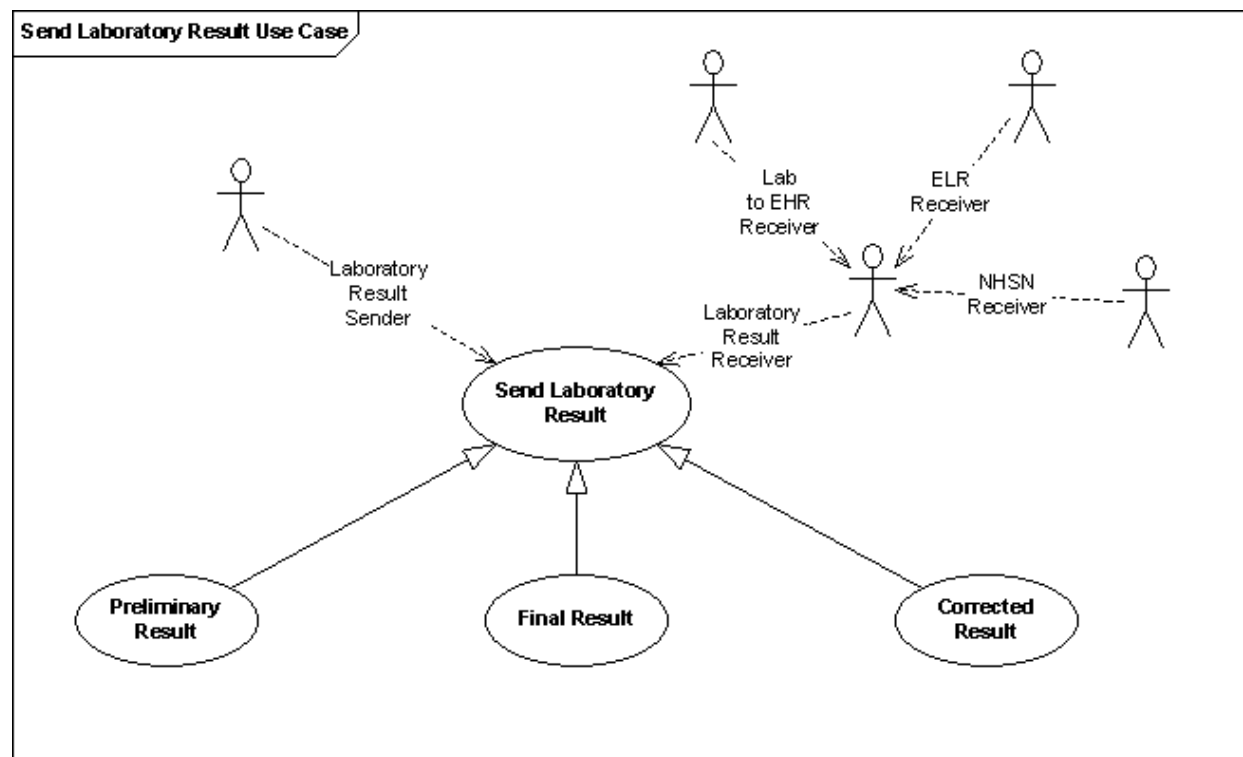 Send Laboratory Result Use Case
Lab
to EHR
Receiver
ELR
Receiver
Laboratory
Result
Sender
NHSN
Receiver
Laboratory
Result
Receiver
Send Laboratory
Result
Preliminary
Result
Final Result
Corrected
Result